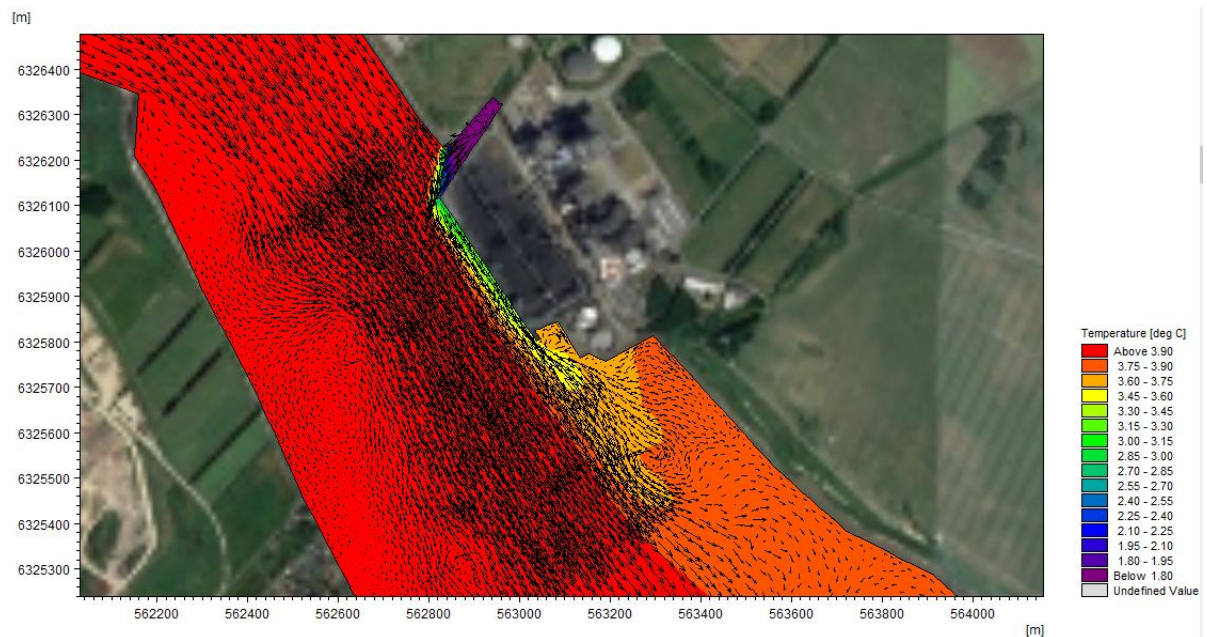 [m]
6326400
6326300
6326200
6326100
6326000
6325900
6325800
6325700
6325600
6325500
6325400
6325300
562200 562400 562600 562800 563000 563200 563400 563600 563800 564000
[m]
Temperature [deg C]
Above 3.90
3.75 - 3.90
3.60 - 3.75
3.45 - 3.60
3.30 - 3.45
3.15 - 3.30
3.00 - 3.15
2.85 - 3.00
2.70 - 2.85
2.55 - 2.70
2.40 - 2.55
2.25 - 2.40
2.10 - 2.25
1.95 - 2.10
1.80 - 1.95
Below 1.80
Undefined Value